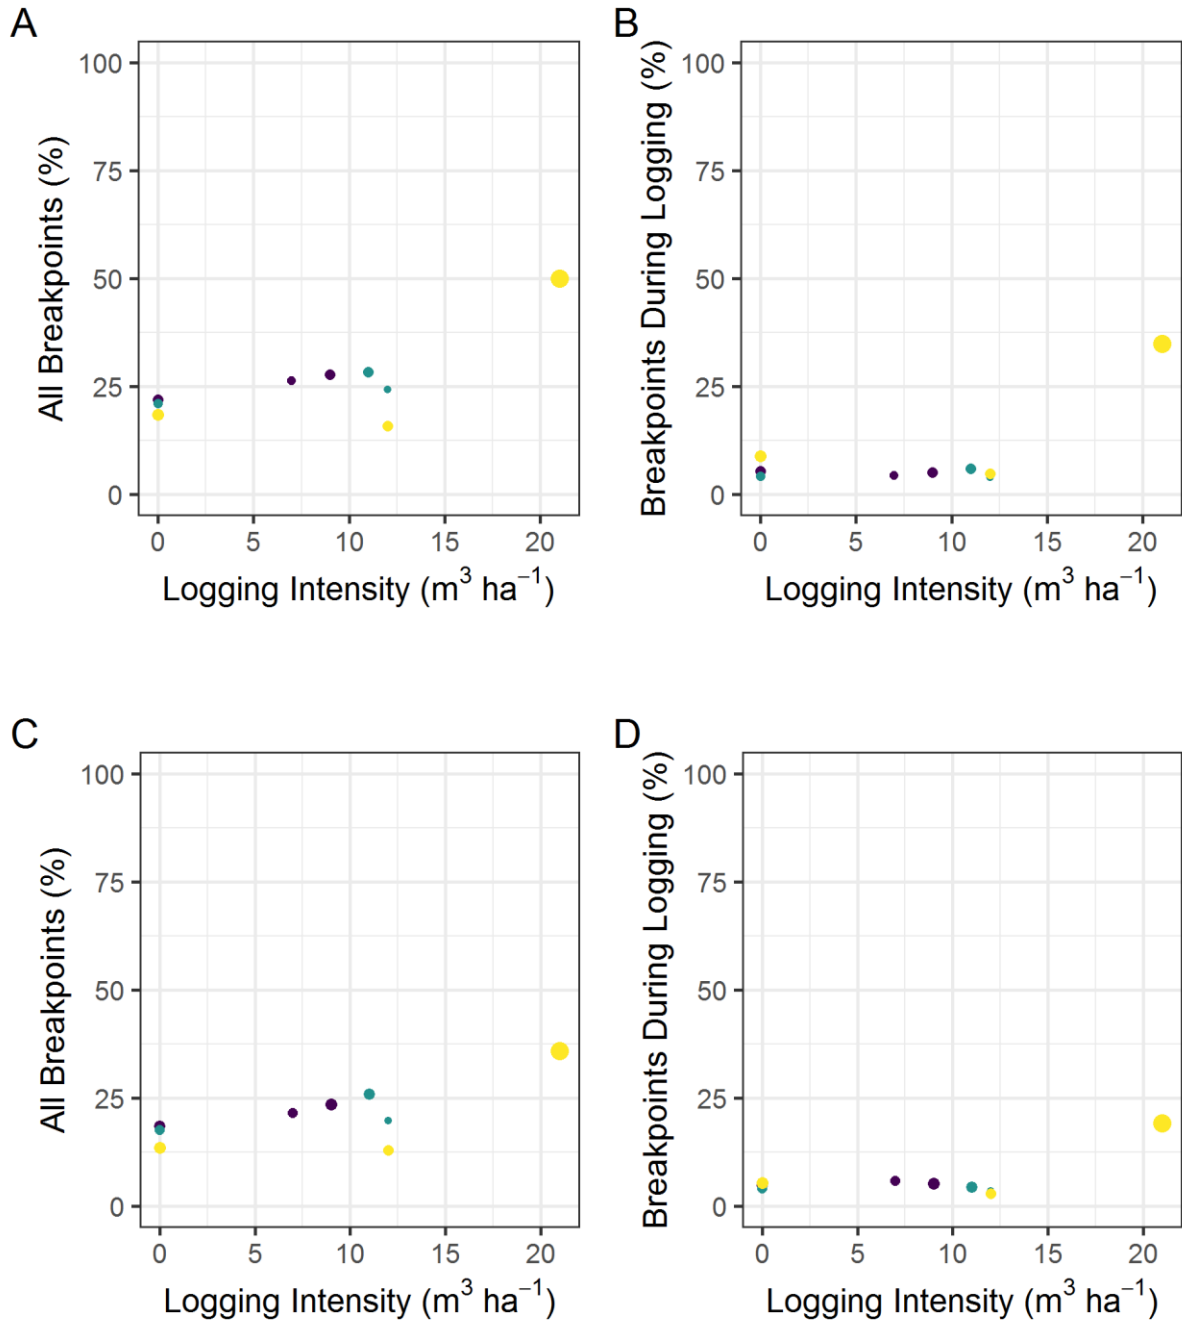 A
All Breakpoints (%)
100
75
50
25
0
0 5 10 15 20
Logging Intensity (m³ ha⁻¹)
B
Breakpoints During Logging (%)
100
75
50
25
0
0 5 10 15 20
Logging Intensity (m³ ha⁻¹)
C
All Breakpoints (%)
100
75
50
25
0
0 5 10 15 20
Logging Intensity (m³ ha⁻¹)
D
Breakpoints During Logging (%)
100
75
50
25
0
0 5 10 15 20
Logging Intensity (m³ ha⁻¹)